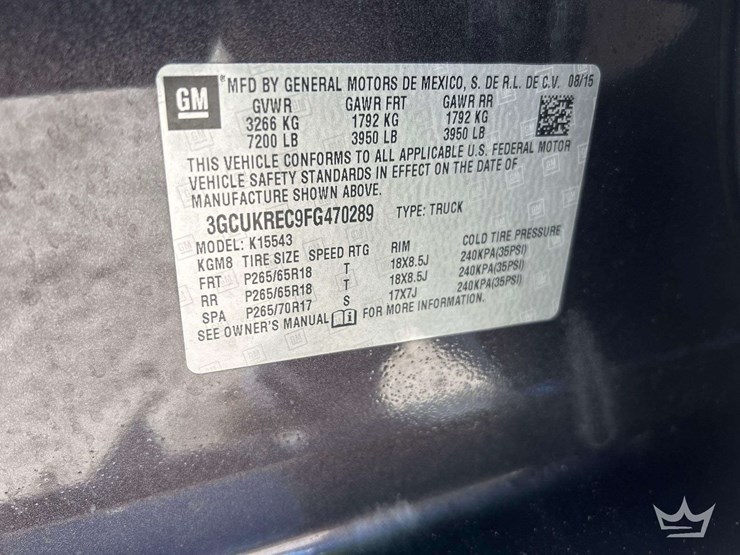 GM
*MFD BY GENERAL MOTORS DE MEXICO, S. DE R.L. DE C.V. 08/15
GVWR GAWR FRT GAWR RR
3266 KG 1792 KG 1792 KG
7200 LB 3950 LB 3950 LB
THIS VEHICLE CONFORMS TO ALL APPLICABLE U.S. FEDERAL MOTOR
VEHICLE SAFETY STANDARDS IN EFFECT ON THE DATE OF
MANUFACTURE SHOWN ABOVE.
3GCUKREC9FG470289 TYPE: TRUCK
MODEL: K15543
KGM8 TIRE SIZE SPEED RTG RIM COLD TIRE PRESSURE
FRT P265/65R18 T 18X8.5J 240KPA(35PSI)
RR P265/65R18 T 18X8.5J 240KPA(35PSI)
SPA P265/70R17 S 17X7J 240KPA(35PSI)
SEE OWNER'S MANUAL FOR MORE INFORMATION.